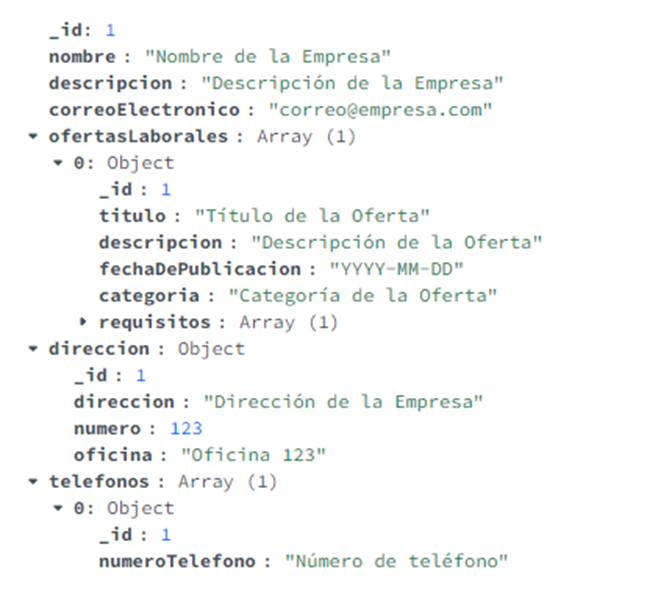 _id: 1
nombre : "Nombre de la Empresa"
descripcion : "Descripción de la Empresa"
correoElectronico : "correo@empresa.com"
ofertasLaborales : Array (1)
0: Object
_id : 1
titulo : "Título de la Oferta"
descripcion : "Descripción de la Oferta"
fechaDePublicacion : "YYYY-MM-DD"
categoria : "Categoría de la Oferta"
requisitos : Array (1)
direccion : Object
_id : 1
direccion : "Dirección de la Empresa"
numero : 123
oficina : "Oficina 123"
telefonos : Array (1)
0: Object
_id : 1
numeroTelefono : "Número de teléfono"